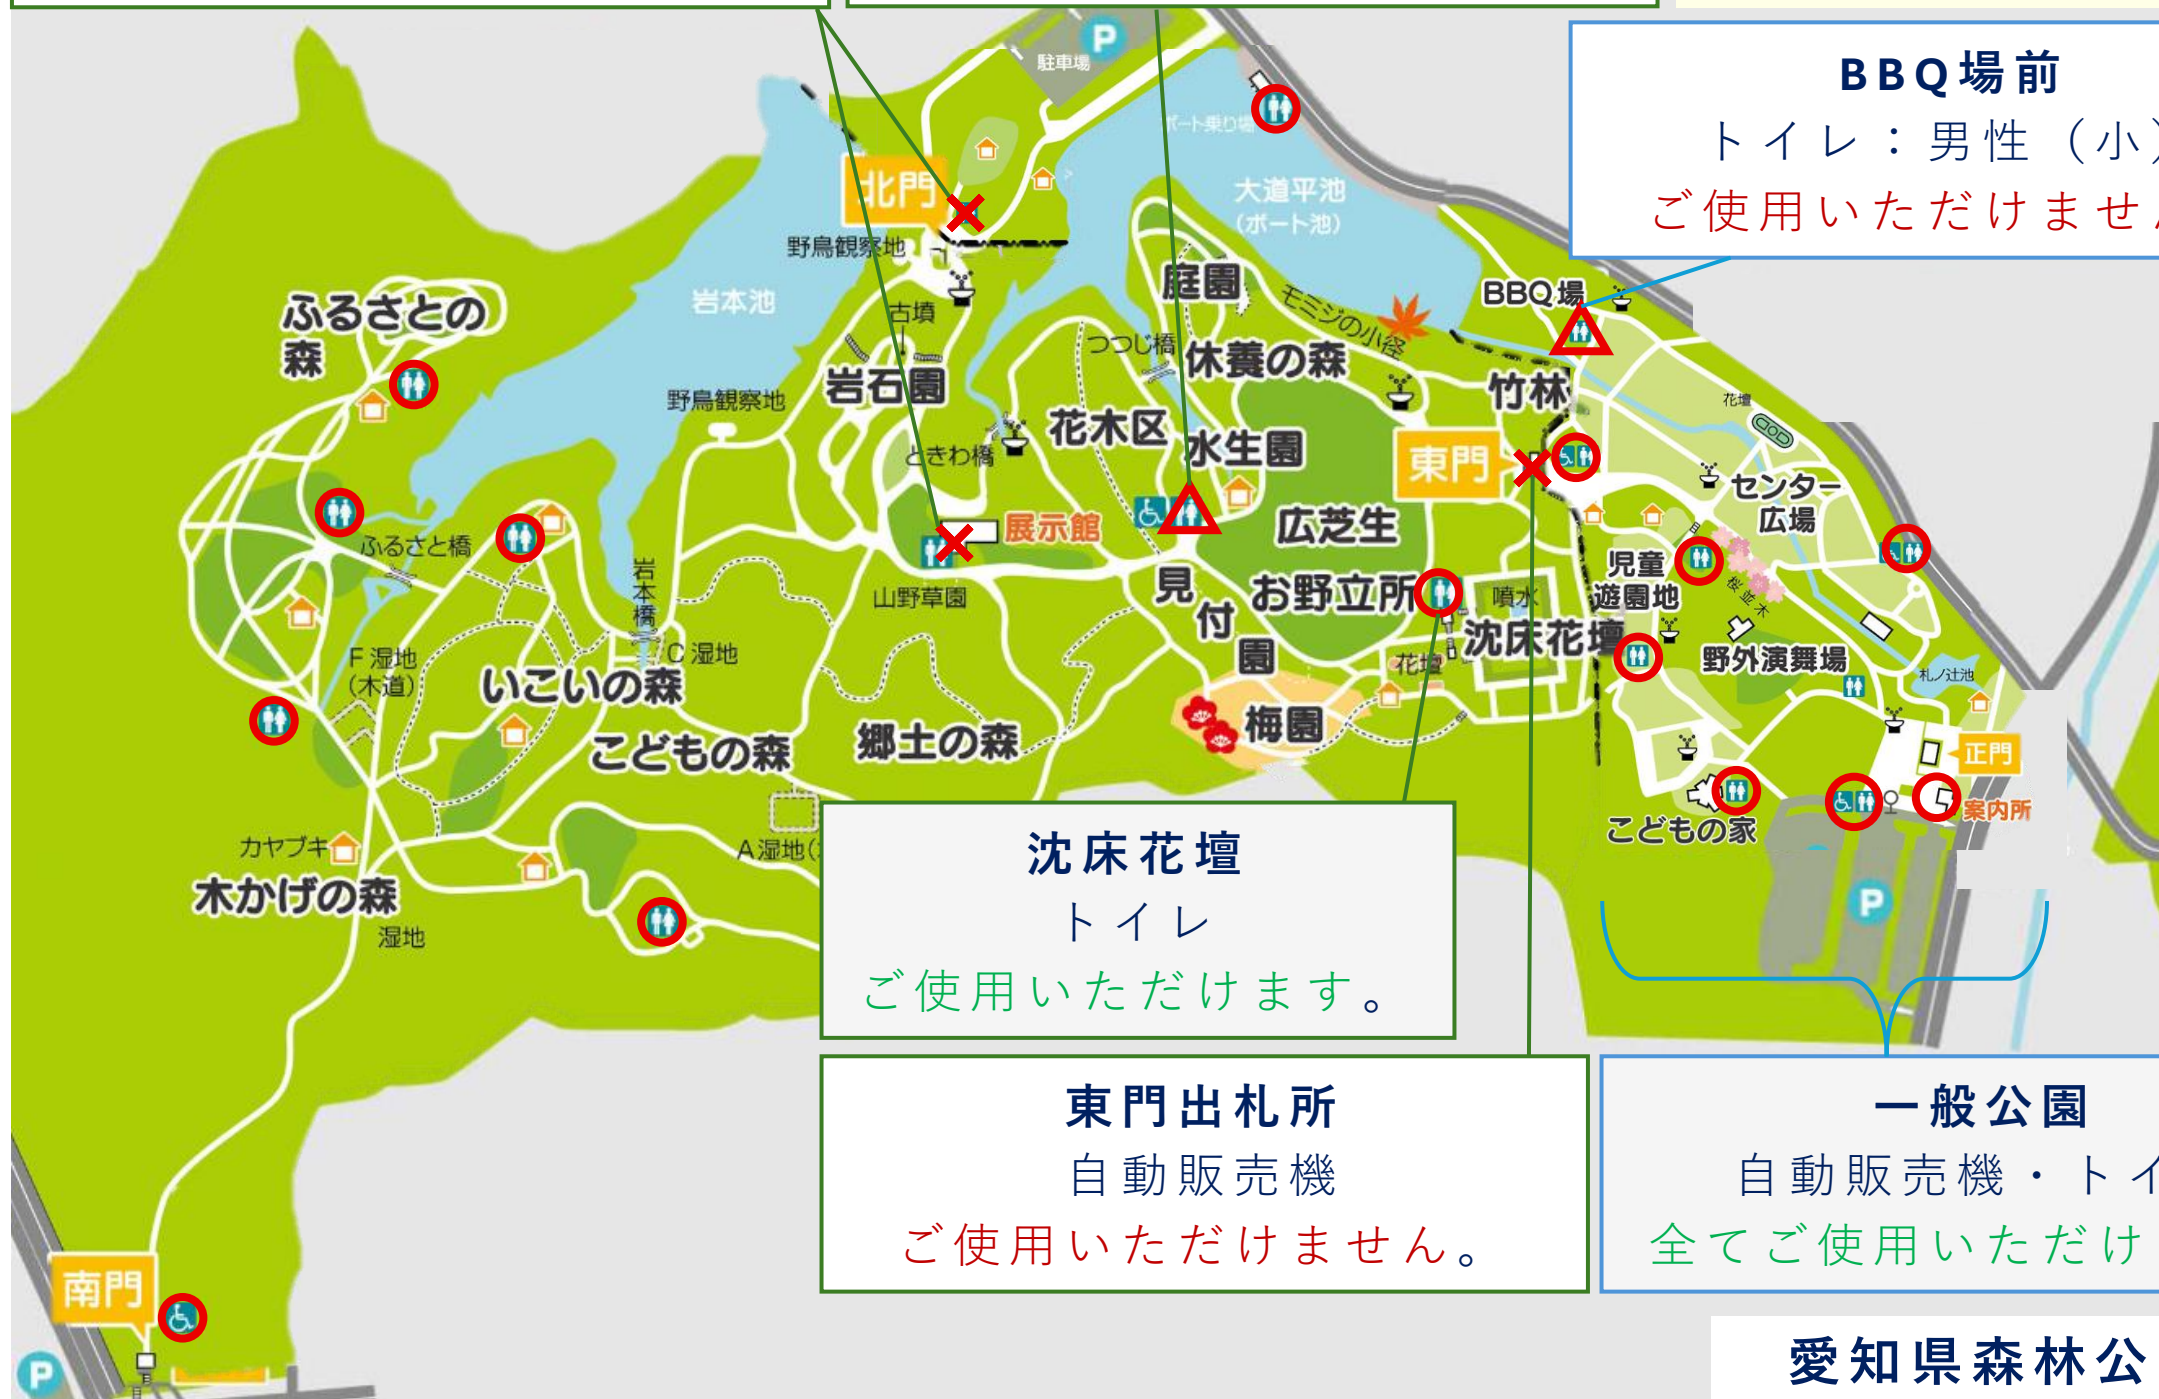 駐車場
P
BBQ場前
トイレ：男性（小）
ご使用いただけません
ボート乗り場
大道平池
(ボート池)
北門
野鳥観察地
岩本池
古墳
庭園
モミジの小径
BBQ場
ふるさとの
森
つつじ橋
休養の森
岩石園
野鳥観察地
竹林
花壇
花木区
水生園
ときわ橋
東門
センター
広場
展示館
広芝生
ふるさと橋
岩本橋
山野草園
見付園
お野立所
噴水
児童
遊園地
桜並木
沈床花壇
野外演舞場
札ノ辻池
F湿地
(木道)
C湿地
いこいの森
花壇
梅園
こどもの森
郷土の森
正門
案内所
こどもの家
A湿地(
カヤブキ
木かげの森
湿地
沈床花壇
トイレ
ご使用いただけます。
P
東門出札所
自動販売機
ご使用いただけません。
一般公園
自動販売機・トイ
全てご使用いただけ
南門
P
愛知県森林公